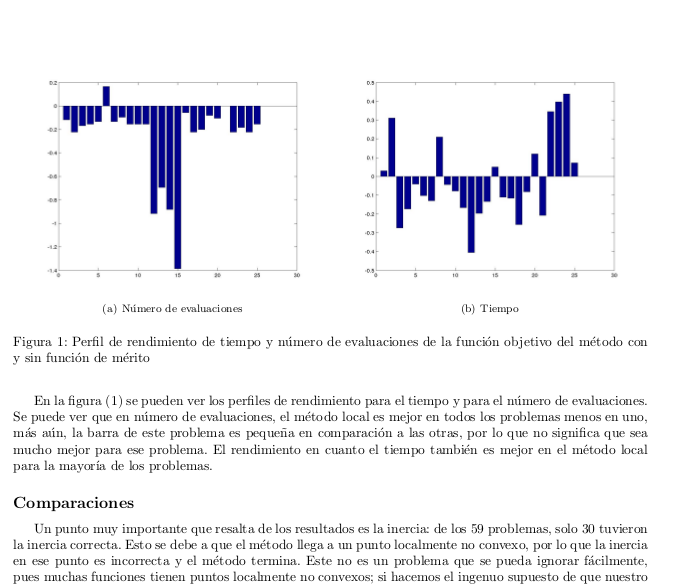 0.2
0
-0.2
-0.4
-0.6
-0.8
-1
-1.2
-1.4
0 5 10 15 20 25 30
0.5
0.4
0.3
0.2
0.1
0
-0.1
-0.2
-0.3
-0.4
-0.5
0 5 10 15 20 25 30
(a) Número de evaluaciones
(b) Tiempo
Figura 1: Perfil de rendimiento de tiempo y número de evaluaciones de la función objetivo del método con
y sin función de mérito
En la figura (1) se pueden ver los perfiles de rendimiento para el tiempo y para el número de evaluaciones.
Se puede ver que en número de evaluaciones, el método local es mejor en todos los problemas menos en uno,
más aún, la barra de este problema es pequeña en comparación a las otras, por lo que no significa que sea
mucho mejor para ese problema. El rendimiento en cuanto el tiempo también es mejor en el método local
para la mayoría de los problemas.
Comparaciones
Un punto muy importante que resalta de los resultados es la inercia: de los 59 problemas, solo 30 tuvieron
la inercia correcta. Esto se debe a que el método llega a un punto localmente no convexo, por lo que la inercia
en ese punto es incorrecta y el método termina. Este no es un problema que se pueda ignorar fácilmente,
pues muchas funciones tienen puntos localmente no convexos; si hacemos el ingenuo supuesto de que nuestro